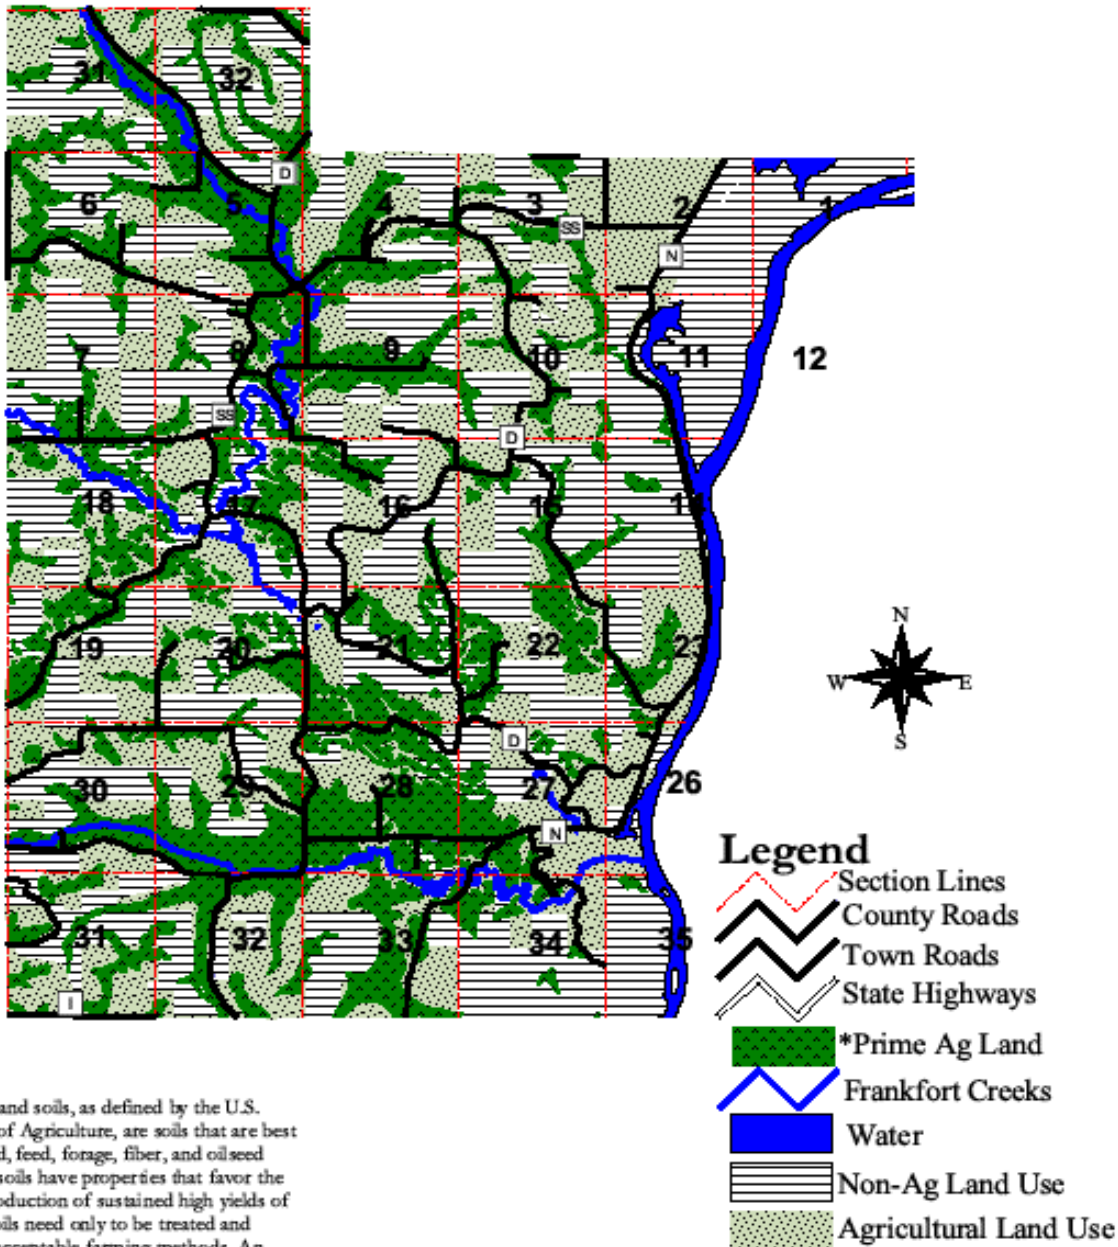 31
32
D
6
5
4
3
2
1
SS
N
7
8
9
10
11
12
SS
D
18
17
16
15
N
W
E
S
19
20
21
22
23
D
30
29
28
27
26
N
31
32
33
34
35
I
Legend
Section Lines
County Roads
Town Roads
State Highways
*Prime Ag Land
Frankfort Creeks
Water
Non-Ag Land Use
Agricultural Land Use
and soils, as defined by the U.S.
of Agriculture, are soils that are best
d, feed, forage, fiber, and oilseed
soils have properties that favor the
oduction of sustained high yields of
oils need only to be treated and